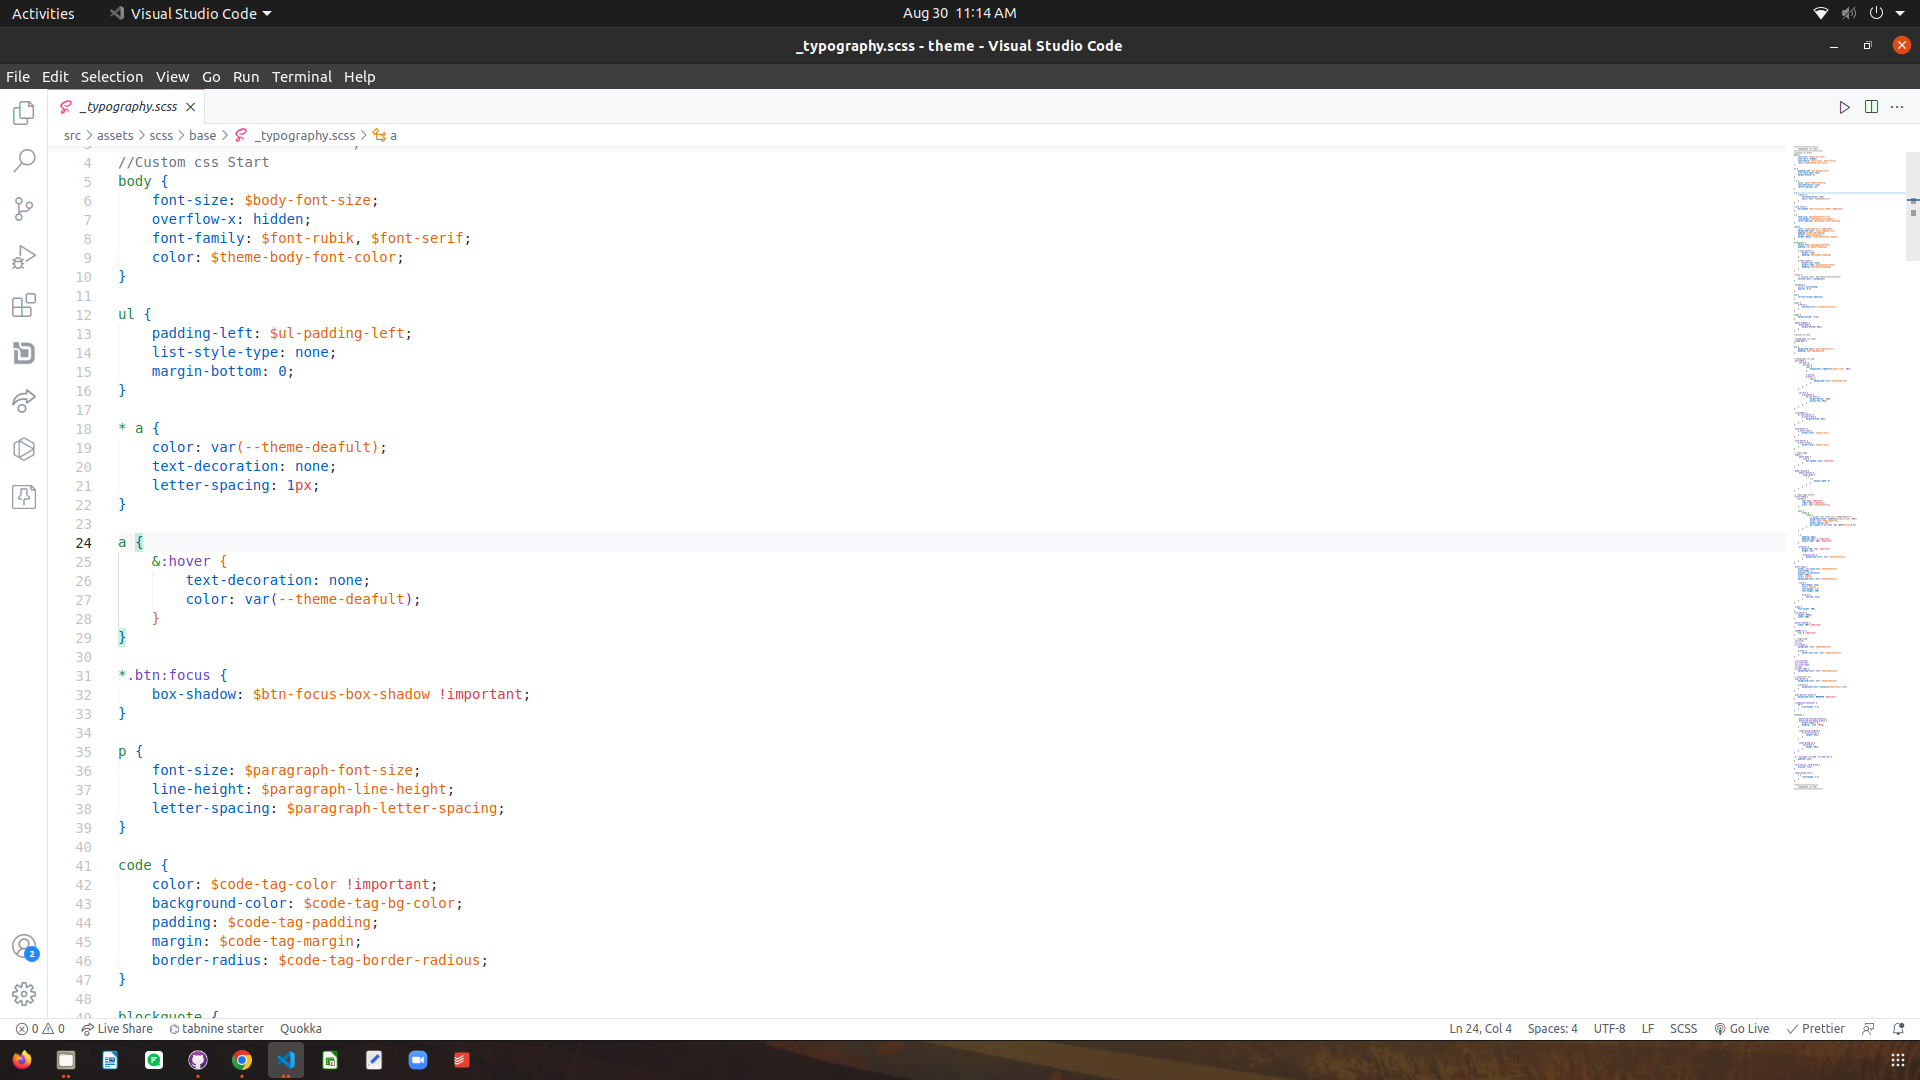 Activities
Visual Studio Code
Aug 30 11:14 AM
_typography.scss - theme - Visual Studio Code
File Edit Selection View Go Run Terminal Help
_typography.scss
src > assets > scss > base > _typography.scss > a
4 //Custom css Start
5 body {
6 font-size: $body-font-size;
7 overflow-x: hidden;
8 font-family: $font-rubik, $font-serif;
9 color: $theme-body-font-color;
10 }
11
12 ul {
13 padding-left: $ul-padding-left;
14 list-style-type: none;
15 margin-bottom: 0;
16 }
17
18 * a {
19 color: var(--theme-deafult);
20 text-decoration: none;
21 letter-spacing: 1px;
22 }
23
24 a {
25 &:hover {
26 text-decoration: none;
27 color: var(--theme-deafult);
28 }
29 }
30
31 *.btn:focus {
32 box-shadow: $btn-focus-box-shadow !important;
33 }
34
35 p {
36 font-size: $paragraph-font-size;
37 line-height: $paragraph-line-height;
38 letter-spacing: $paragraph-letter-spacing;
39 }
40
41 code {
42 color: $code-tag-color !important;
43 background-color: $code-tag-bg-color;
44 padding: $code-tag-padding;
45 margin: $code-tag-margin;
46 border-radius: $code-tag-border-radious;
47 }
48
49 blockquote {
2
0 0 Live Share tabnine starter Quokka
Ln 24, Col 4 Spaces: 4 UTF-8 LF SCSS Go Live Prettier